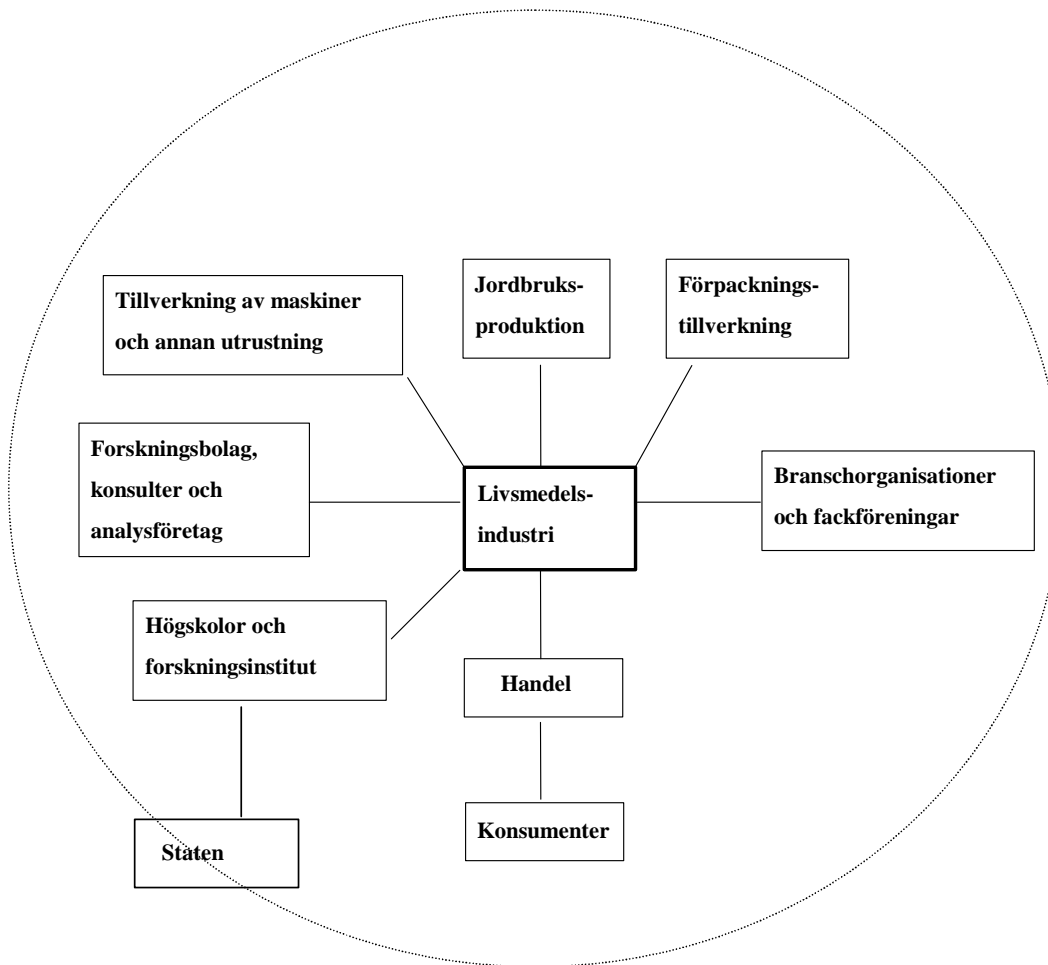 Tillverkning av maskiner
och annan utrustning
Jordbruks-
produktion
Förpacknings-
tillverkning
Forskningsbolag,
konsulter och
analysföretag
Livsmedels-
industri
Branschorganisationer
och fackföreningar
Högskolor och
forskningsinstitut
Handel
Staten
Konsumenter